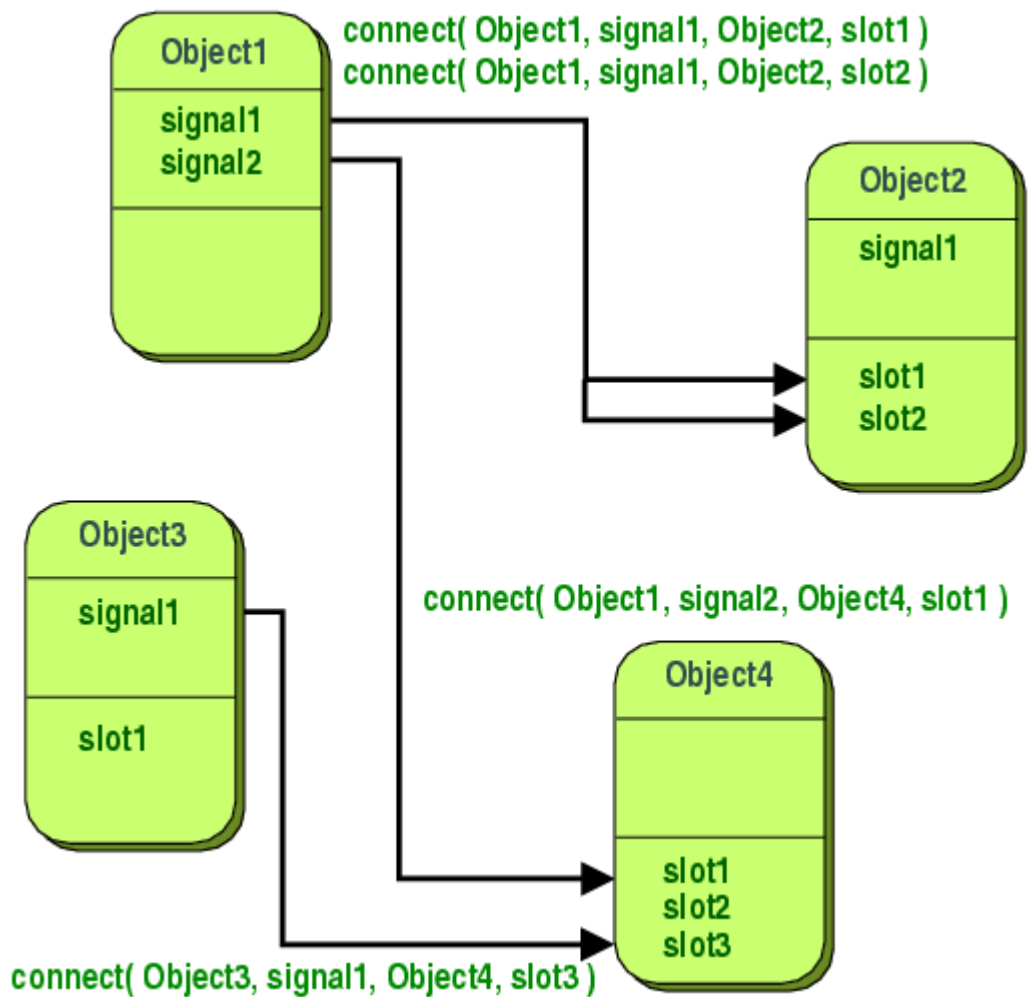 connect( Object1, signal1, Object2, slot1 )
connect( Object1, signal1, Object2, slot2 )
Object1
signal1
signal2
Object2
signal1
slot1
slot2
Object3
signal1
slot1
connect( Object1, signal2, Object4, slot1 )
Object4
slot1
slot2
slot3
connect( Object3, signal1, Object4, slot3 )